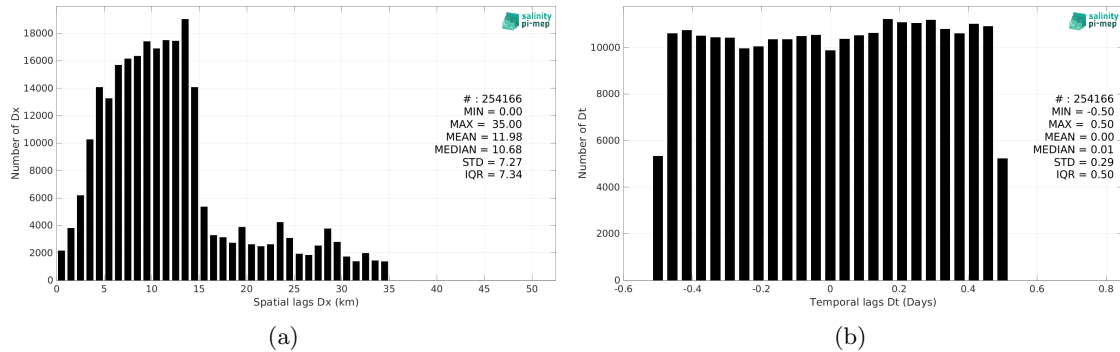 salinity
pi-mep
Number of Dx
18000
16000
14000
12000
10000
8000
6000
4000
2000
0
# : 254166
MIN = 0.00
MAX = 35.00
MEAN = 11.98
MEDIAN = 10.68
STD = 7.27
IQR = 7.34
0 5 10 15 20 25 30 35 40 45 50
Spatial lags Dx (km)
(a)
salinity
pi-mep
Number of Dt
10000
8000
6000
4000
2000
0
# : 254166
MIN = -0.50
MAX = 0.50
MEAN = 0.00
MEDIAN = 0.01
STD = 0.29
IQR = 0.50
-0.6 -0.4 -0.2 0 0.2 0.4 0.6 0.8
Temporal lags Dt (Days)
(b)